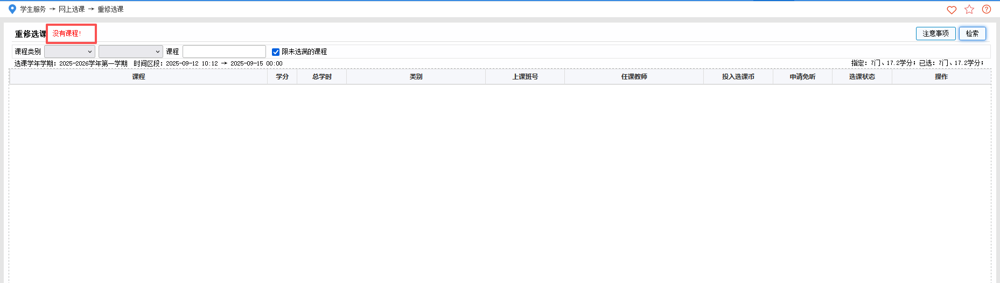 学生服务 → 网上选课 → 重修选课
重修选课 没有课程! 注意事项 检索
课程类别 课程 限未选满的课程
选课学年学期：2025-2026学年第一学期 时间区段：2025-09-12 10:12 → 2025-09-15 00:00 指定：7门、17.2学分；已选：7门、17.2学分；
课程 学分 总学时 类别 上课班号 任课教师 投入选课币 申请免听 选课状态 操作